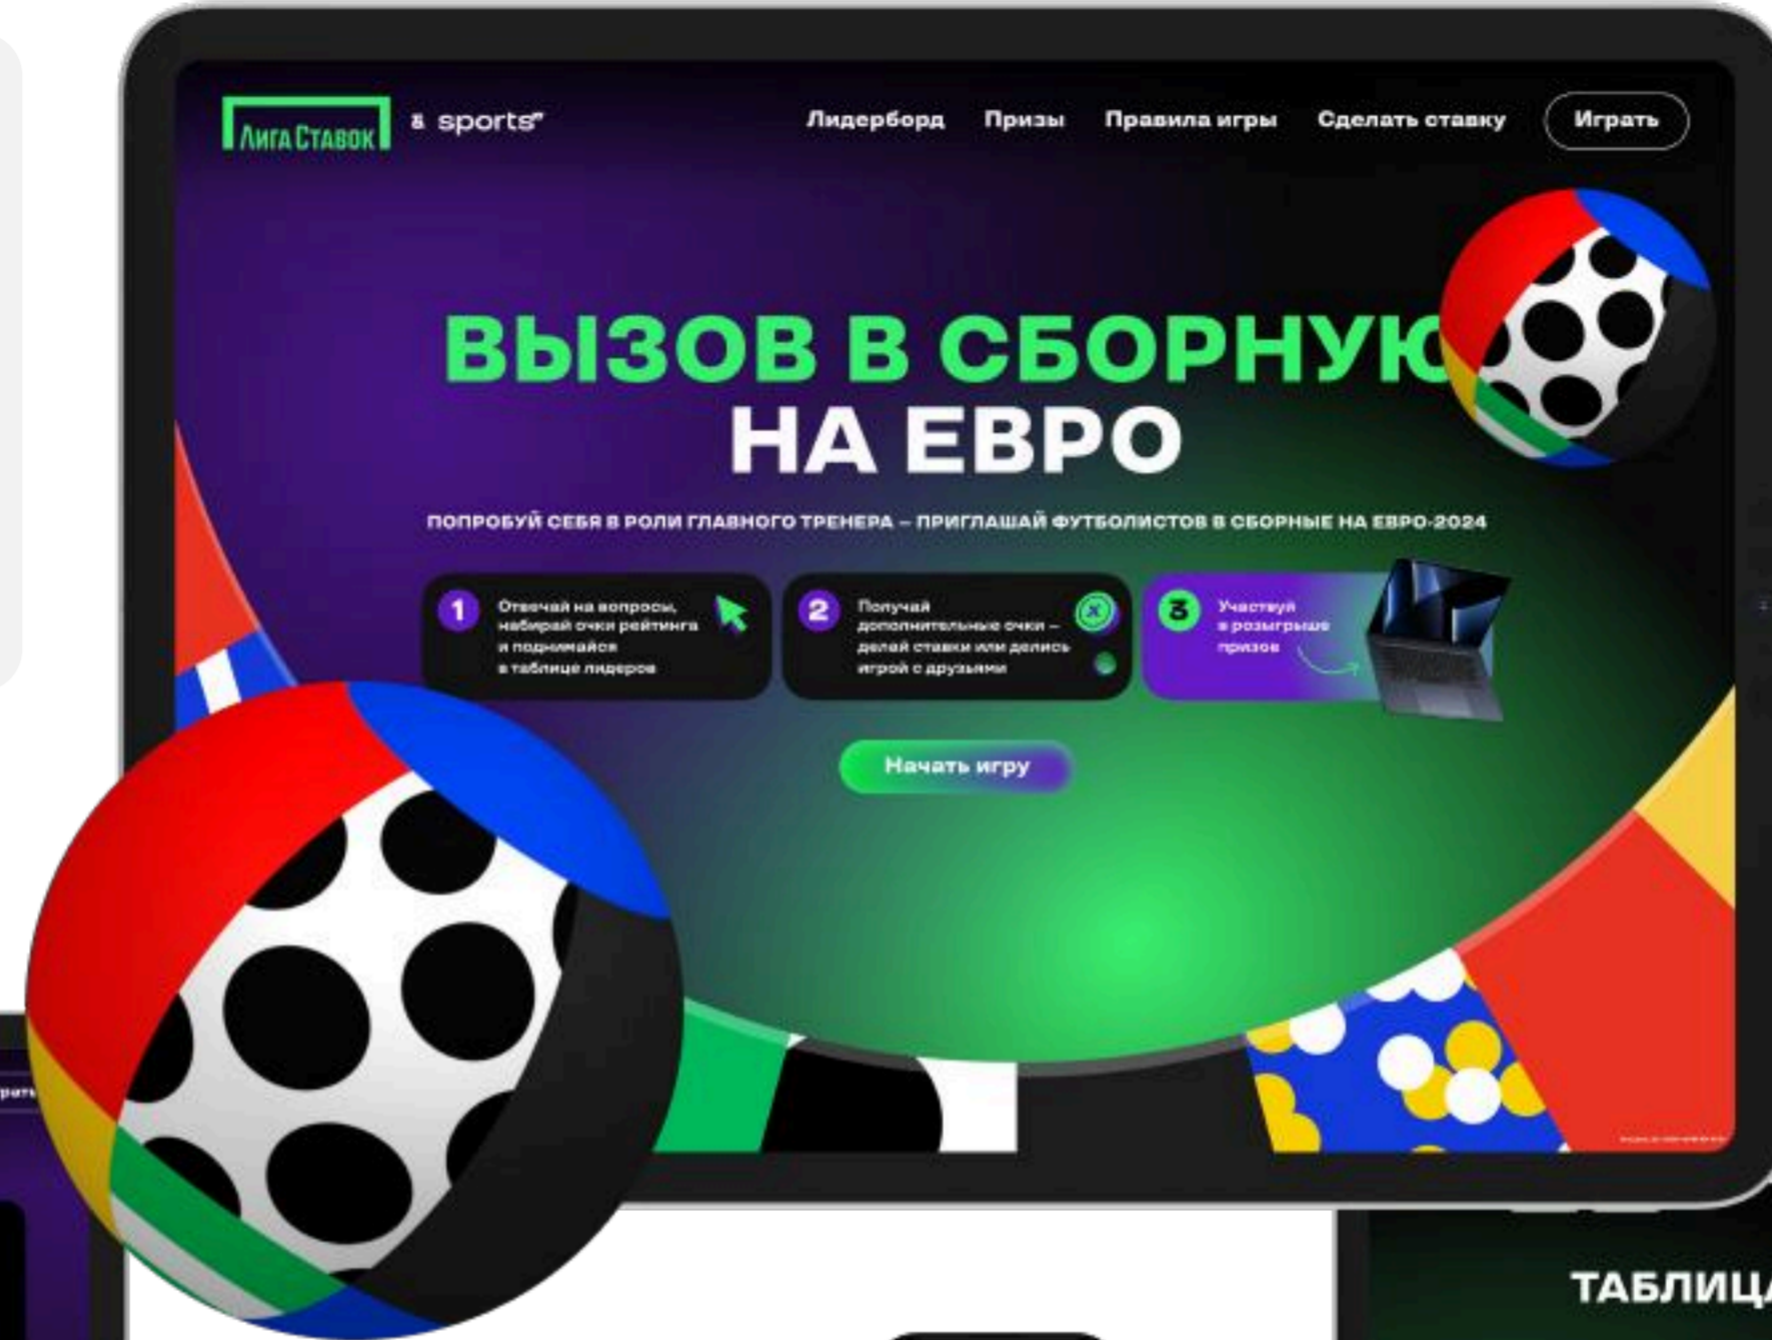 ЛИГА СТАВОК & sports”
Лидерборд Призы Правила игры Сделать ставку Играть
ВЫЗОВ В СБОРНУЮ
НА ЕВРО
ПОПРОБУЙ СЕБЯ В РОЛИ ГЛАВНОГО ТРЕНЕРА – ПРИГЛАШАЙ ФУТБОЛИСТОВ В СБОРНЫЕ НА ЕВРО-2024
1
Отвечай на вопросы,
набирай очки рейтинга
и поднимайся
в таблице лидеров
2
Получай
дополнительные очки –
делай ставки или делись
игрой с друзьями
3
Участвуй
в розыгрыше
призов
Начать игру
ТАБЛИЦА